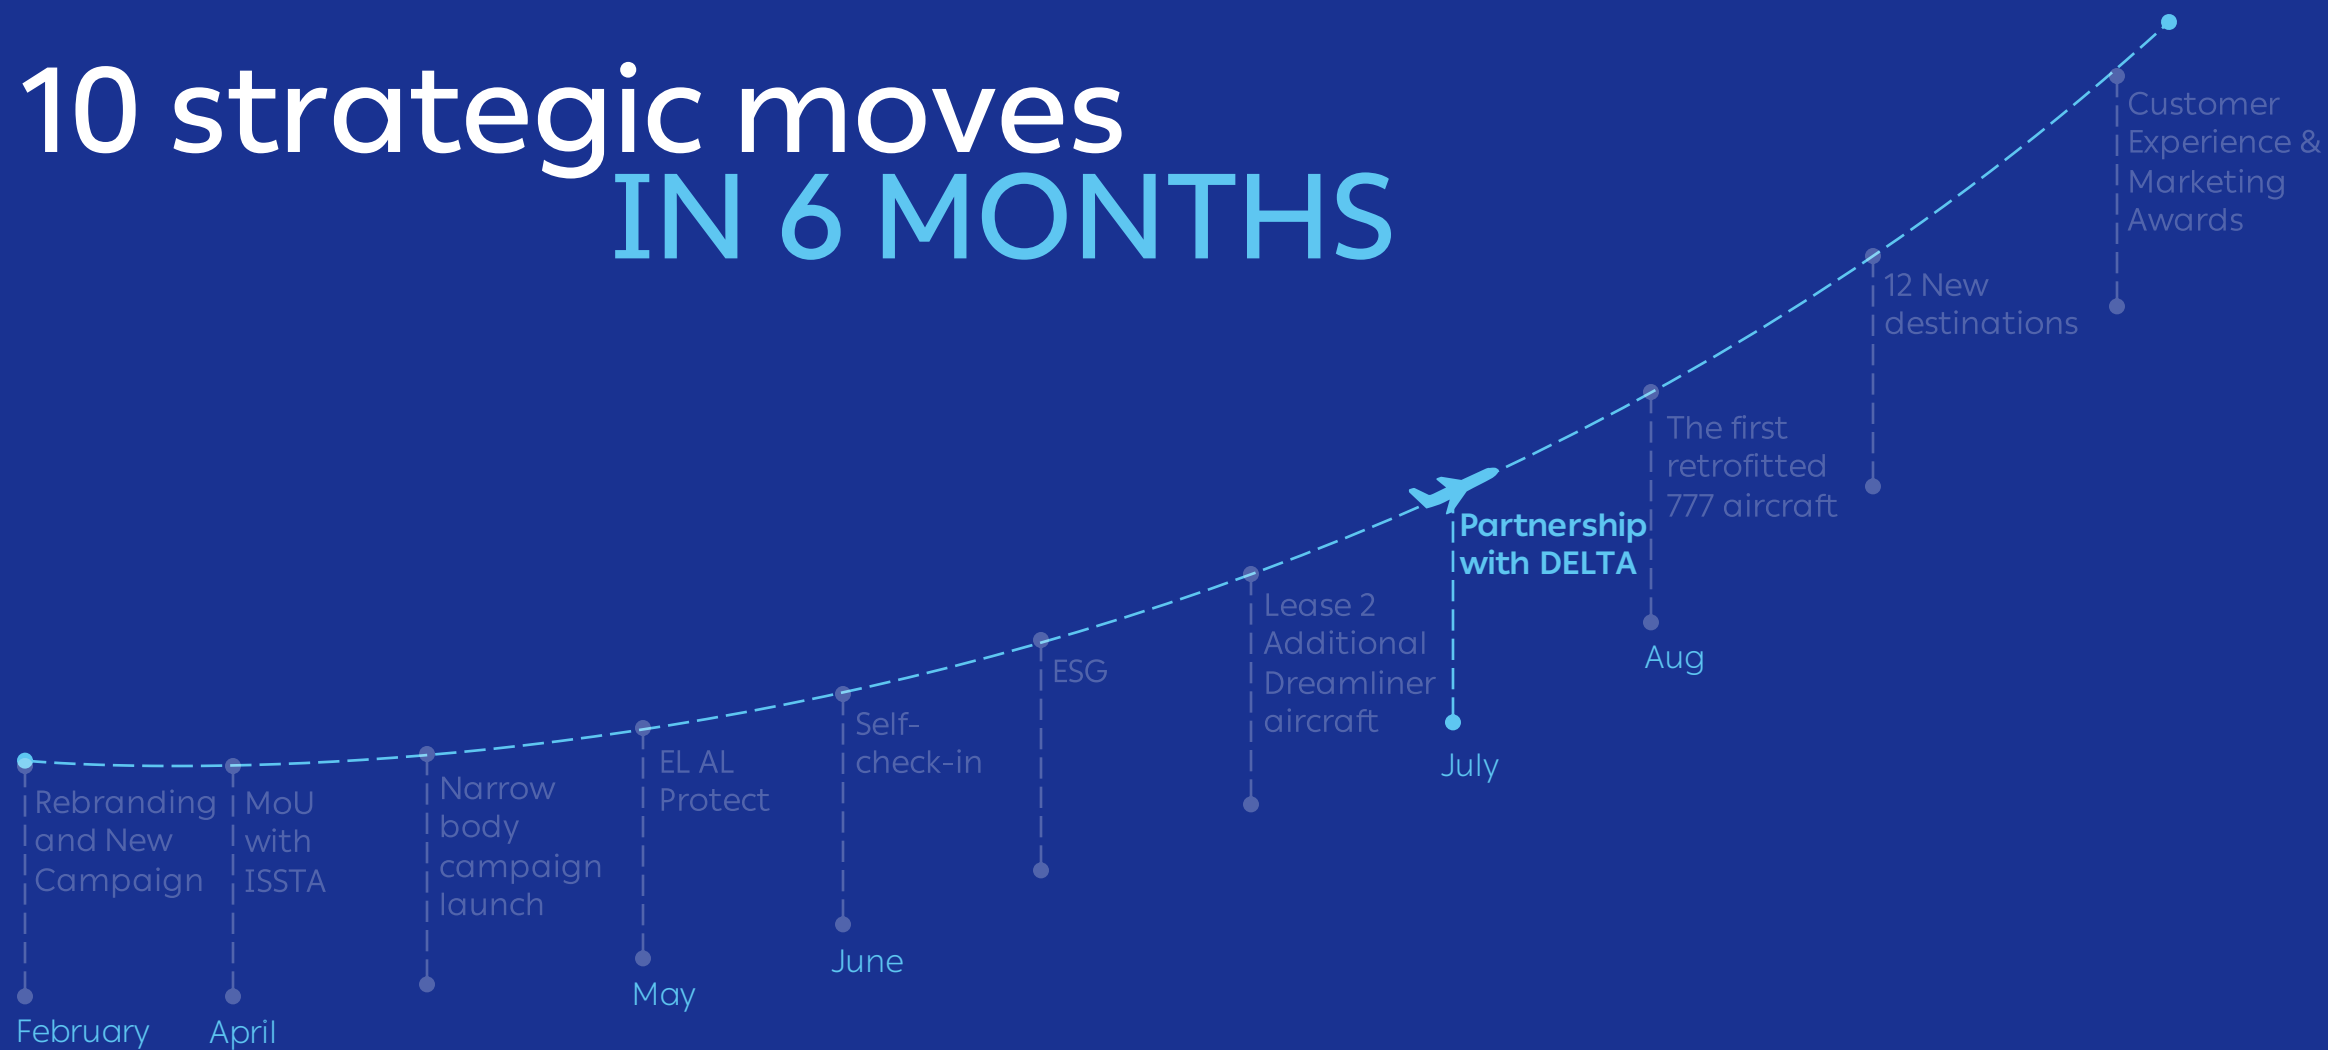 10 strategic moves
IN 6 MONTHS
Rebranding
and New
Campaign
February
MoU
with
ISSTA
April
Narrow
body
campaign
launch
EL AL
Protect
May
Self-
check-in
June
ESG
Lease 2
Additional
Dreamliner
aircraft
Partnership
with DELTA
July
The first
retrofitted
777 aircraft
Aug
12 New
destinations
Customer
Experience &
Marketing
Awards